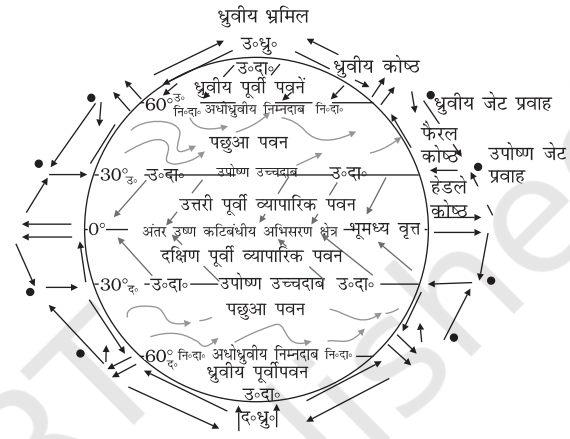 ध्रुवीय भ्रमिल
उ॰ध्रु॰
उ॰दा॰
ध्रुवीय कोष्ठ
ध्रुवीय पूर्वी पवनें
60° उ॰
नि॰दा॰ अधोध्रुवीय निम्नदाब नि॰दा॰
ध्रुवीय जेट प्रवाह
पछुआ पवन
फैरल
कोष्ठ
उपोष्ण जेट
प्रवाह
30° उ॰ उ॰दा॰ उपोष्ण उच्चदाब उ॰दा॰
हेडले
कोष्ठ
उत्तरी पूर्वी व्यापारिक पवन
0° अंतर उष्ण कटिबंधीय अभिसरण क्षेत्र भूमध्य वृत्त
दक्षिण पूर्वी व्यापारिक पवन
30° द॰ उ॰दा॰ उपोष्ण उच्चदाब उ॰दा॰
पछुआ पवन
60° द॰ नि॰दा॰ अधोध्रुवीय निम्नदाब नि॰दा॰
ध्रुवीय पूर्वीपवन
उ॰दा॰
द॰ध्रु॰